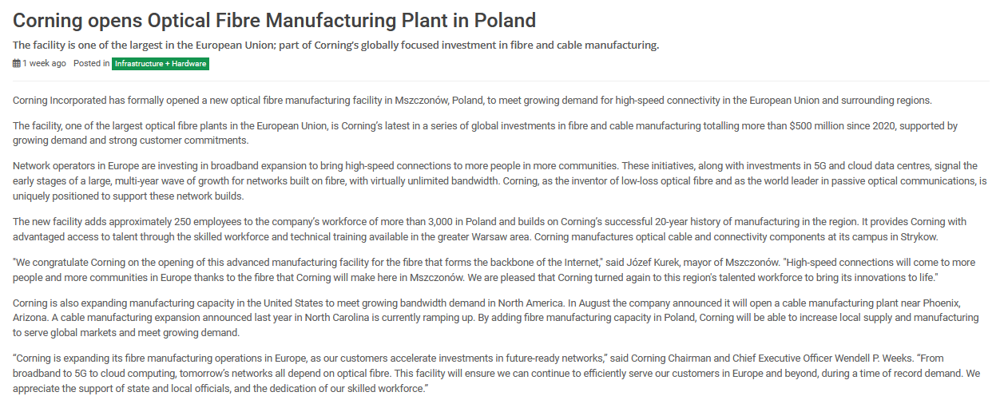 Corning opens Optical Fibre Manufacturing Plant in Poland
The facility is one of the largest in the European Union; part of Corning's globally focused investment in fibre and cable manufacturing.
1 week ago Posted in Infrastructure + Hardware
Corning Incorporated has formally opened a new optical fibre manufacturing facility in Mszczonów, Poland, to meet growing demand for high-speed connectivity in the European Union and surrounding regions.
The facility, one of the largest optical fibre plants in the European Union, is Corning's latest in a series of global investments in fibre and cable manufacturing totalling more than $500 million since 2020, supported by
growing demand and strong customer commitments.
Network operators in Europe are investing in broadband expansion to bring high-speed connections to more people in more communities. These initiatives, along with investments in 5G and cloud data centres, signal the
early stages of a large, multi-year wave of growth for networks built on fibre, with virtually unlimited bandwidth. Corning, as the inventor of low-loss optical fibre and as the world leader in passive optical communications, is
uniquely positioned to support these network builds.
The new facility adds approximately 250 employees to the company's workforce of more than 3,000 in Poland and builds on Corning's successful 20-year history of manufacturing in the region. It provides Corning with
advantaged access to talent through the skilled workforce and technical training available in the greater Warsaw area. Corning manufactures optical cable and connectivity components at its campus in Strykow.
"We congratulate Corning on the opening of this advanced manufacturing facility for the fibre that forms the backbone of the Internet," said Józef Kurek, mayor of Mszczonów. "High-speed connections will come to more
people and more communities in Europe thanks to the fibre that Corning will make here in Mszczonów. We are pleased that Corning turned again to this region's talented workforce to bring its innovations to life."
Corning is also expanding manufacturing capacity in the United States to meet growing bandwidth demand in North America. In August the company announced it will open a cable manufacturing plant near Phoenix,
Arizona. A cable manufacturing expansion announced last year in North Carolina is currently ramping up. By adding fibre manufacturing capacity in Poland, Corning will be able to increase local supply and manufacturing
to serve global markets and meet growing demand.
“Corning is expanding its fibre manufacturing operations in Europe, as our customers accelerate investments in future-ready networks,” said Corning Chairman and Chief Executive Officer Wendell P. Weeks. “From
broadband to 5G to cloud computing, tomorrow's networks all depend on optical fibre. This facility will ensure we can continue to efficiently serve our customers in Europe and beyond, during a time of record demand. We
appreciate the support of state and local officials, and the dedication of our skilled workforce.”